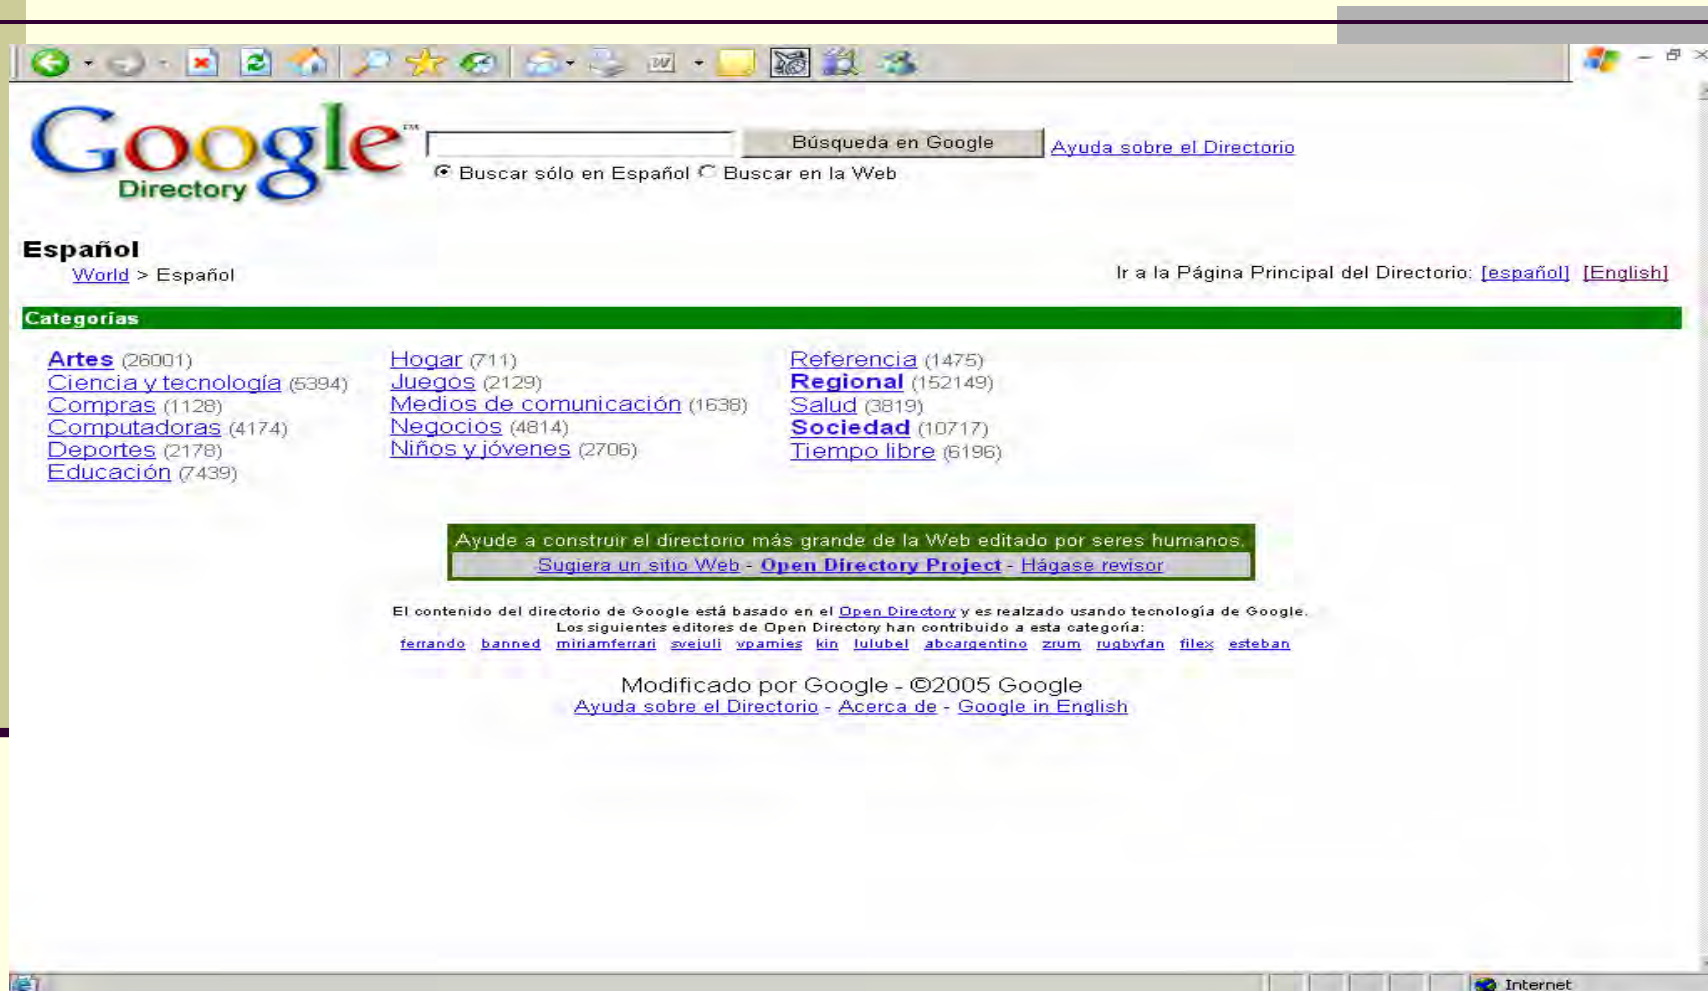 Google™
Directory
Búsqueda en Google
Ayuda sobre el Directorio
Buscar sólo en Español Buscar en la Web
Español
World > Español
Ir a la Página Principal del Directorio: [español] [English]
Categorías
Artes (26001)
Ciencia y tecnología (5394)
Compras (1128)
Computadoras (4174)
Deportes (2178)
Educación (7439)
Hogar (711)
Juegos (2129)
Medios de comunicación (1638)
Negocios (4814)
Niños y jóvenes (2706)
Referencia (1475)
Regional (152149)
Salud (3819)
Sociedad (10717)
Tiempo libre (6196)
Ayude a construir el directorio más grande de la Web editado por seres humanos.
Sugiera un sitio Web - Open Directory Project - Hágase revisor
El contenido del directorio de Google está basado en el Open Directory y es realzado usando tecnología de Google.
Los siguientes editores de Open Directory han contribuido a esta categoría:
ferrando banned miriamferrari svejuli vpamies kin lulubel abcargentino zrum rugbyfan filex esteban
Modificado por Google - ©2005 Google
Ayuda sobre el Directorio - Acerca de - Google in English
Internet